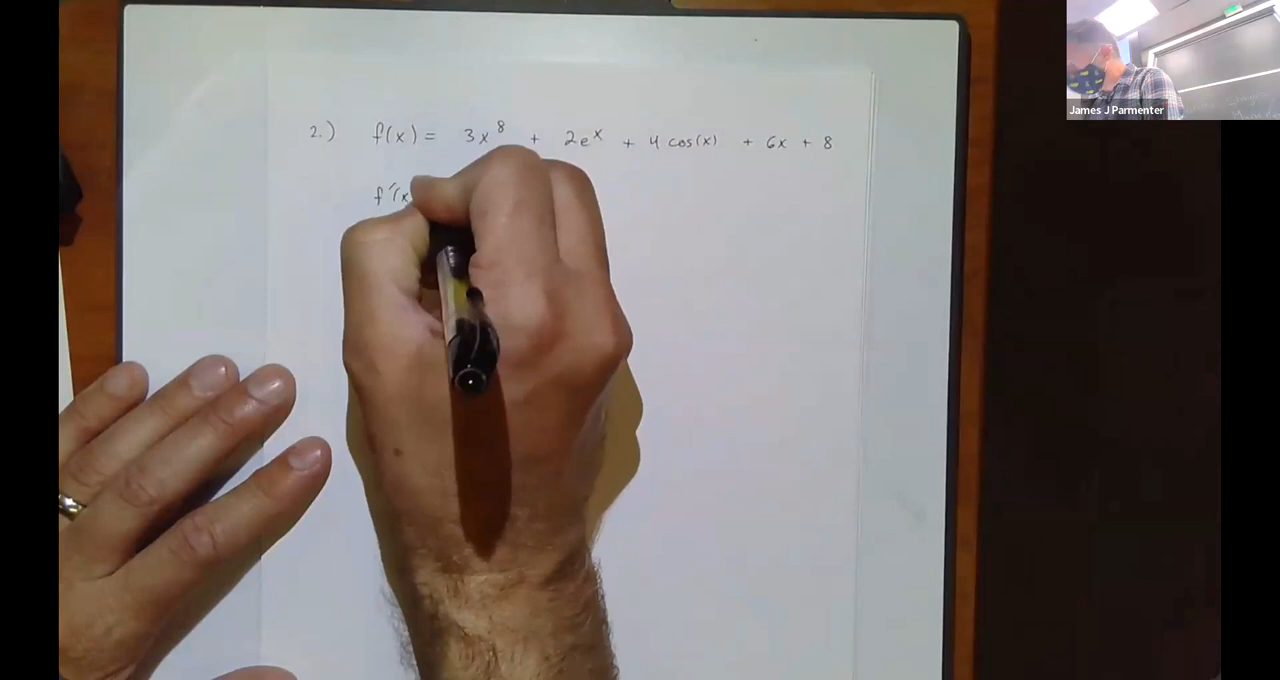 James J Parmenter
2.) f(x) = 3x⁸ + 2eˣ + 4 cos(x) + 6x + 8
f'(x